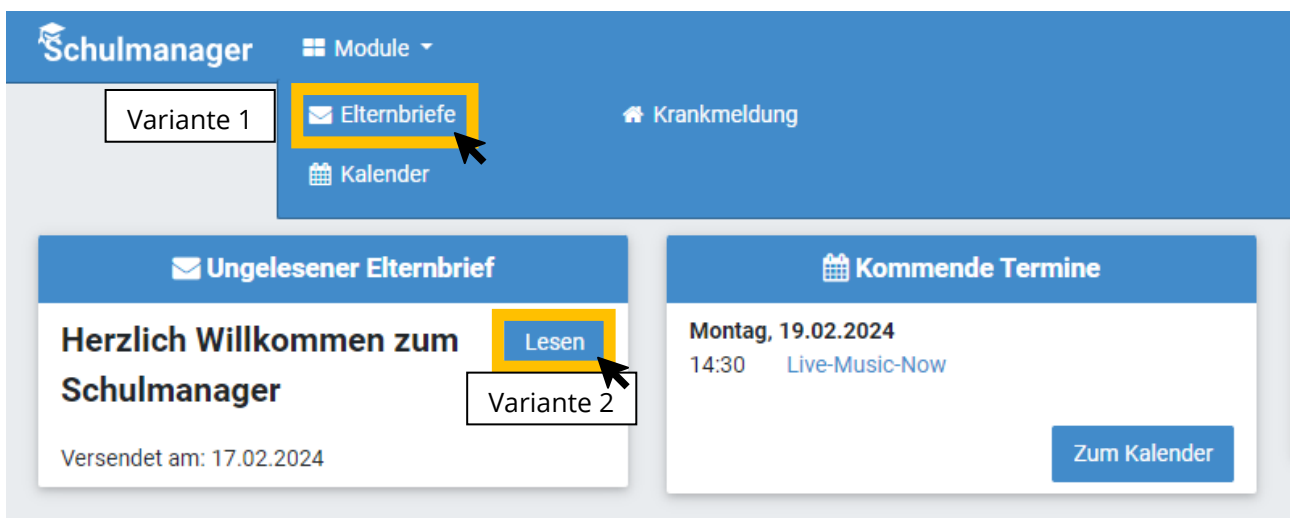 Schulmanager Module
Variante 1 Elternbriefe Krankmeldung
Kalender
Ungelesener Elternbrief
Herzlich Willkommen zum
Schulmanager
Lesen
Variante 2
Versendet am: 17.02.2024
Kommende Termine
Montag, 19.02.2024
14:30 Live-Music-Now
Zum Kalender